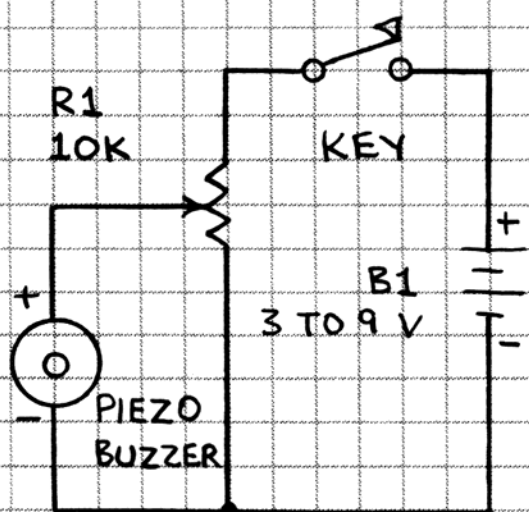 R1
10K
KEY
+
B1
3 TO 9 V
-
+
-
PIEZO
BUZZER